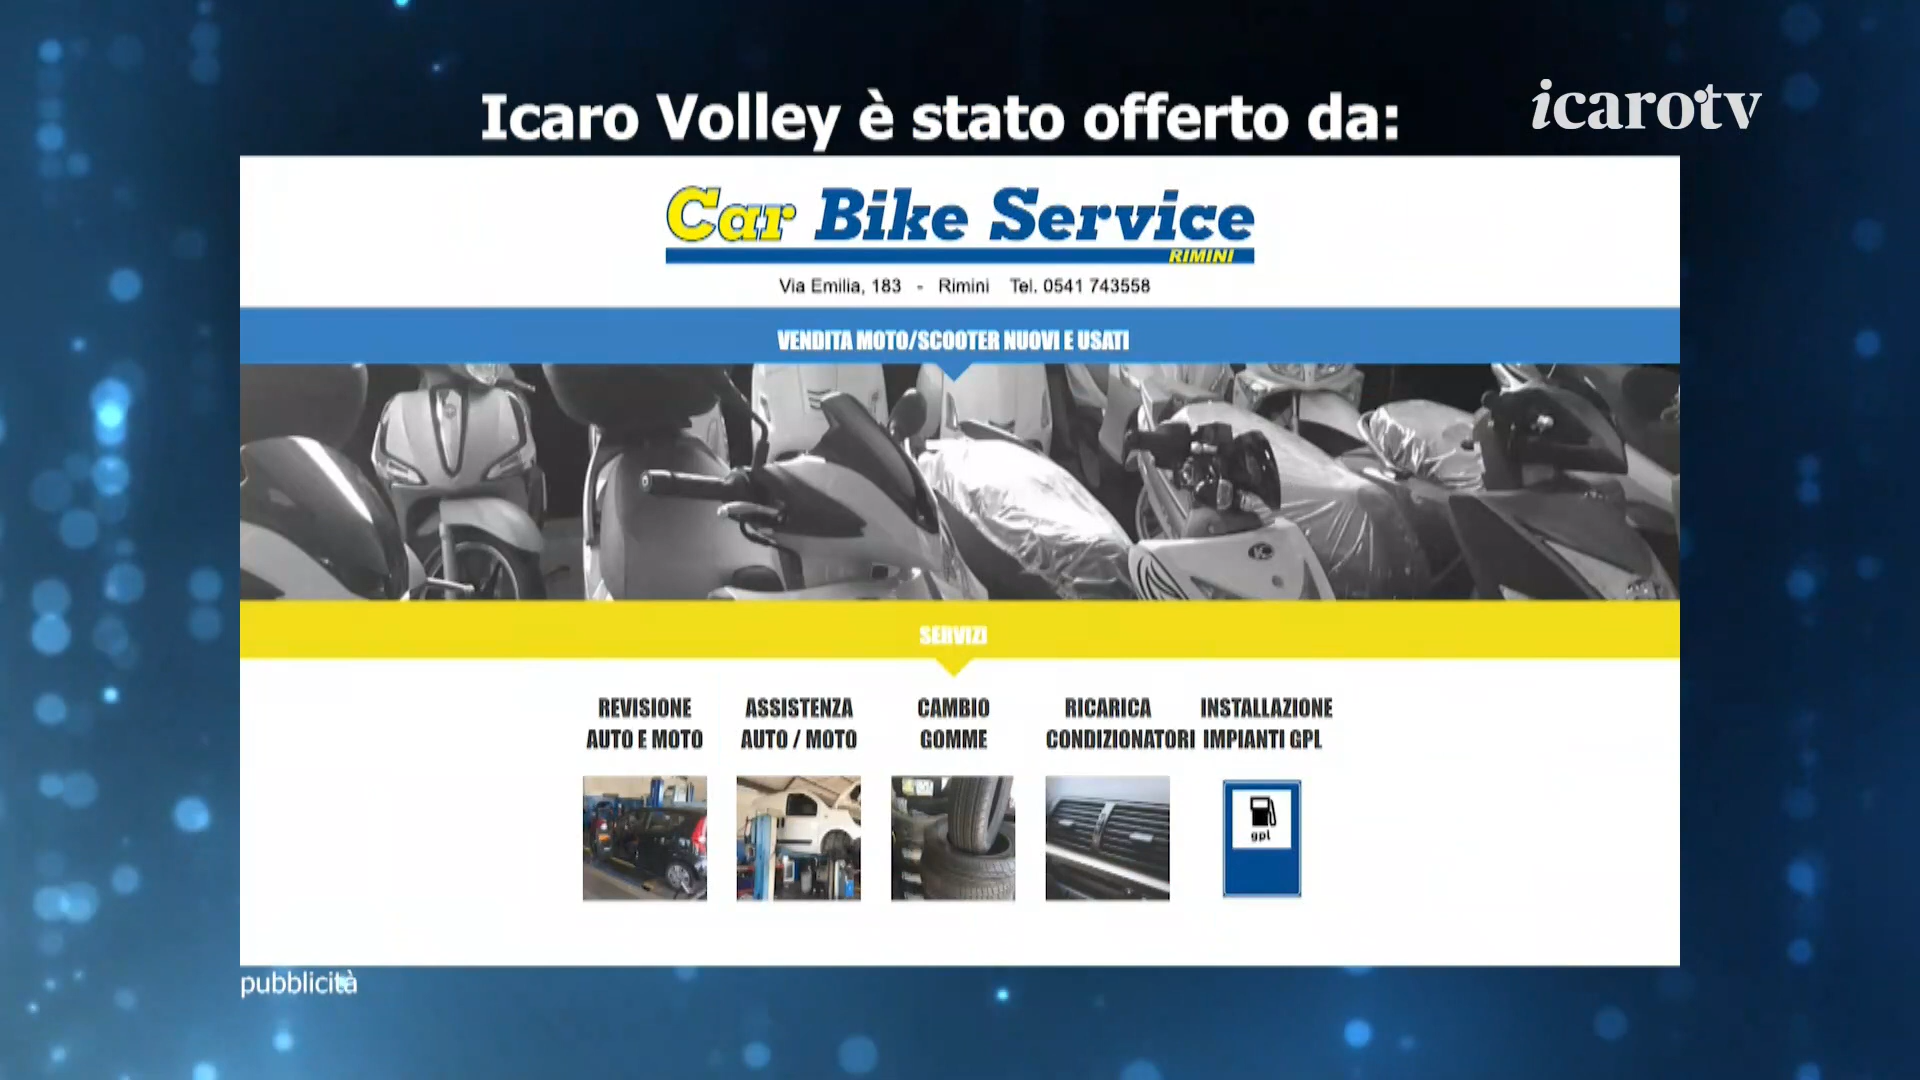 Icaro Volley è stato offerto da:
icarotv
Car Bike Service
RIMINI
Via Emilia, 183 - Rimini Tel. 0541 743558
VENDITA MOTO/SCOOTER NUOVI E USATI
SERVIZI
REVISIONE
AUTO E MOTO
ASSISTENZA
AUTO / MOTO
CAMBIO
GOMME
RICARICA
CONDIZIONATORI
INSTALLAZIONE
IMPIANTI GPL
gpl
pubblicità